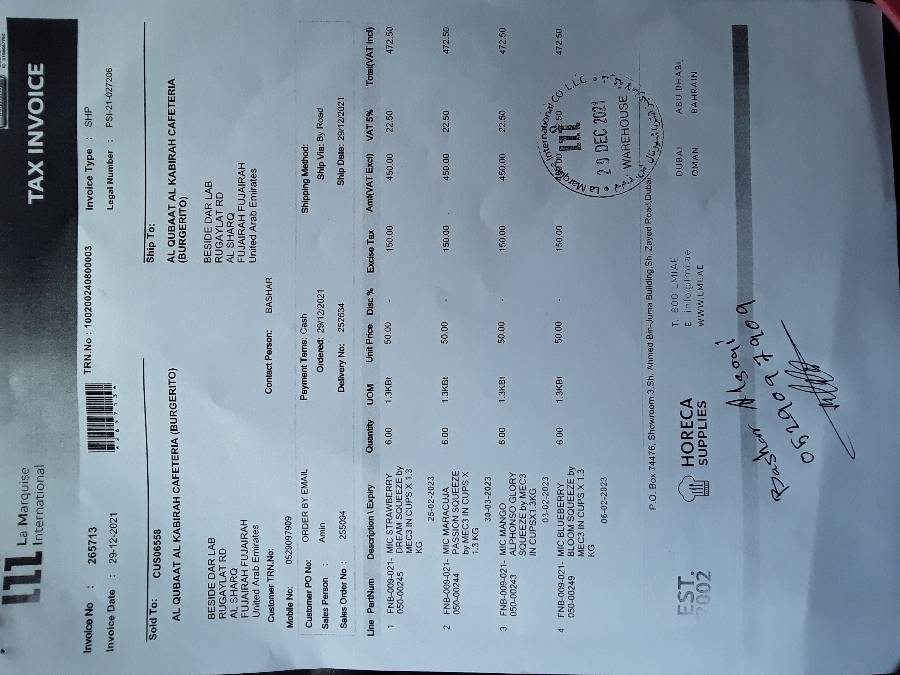 La Marquise
International
TAX INVOICE
Invoice No : 265713
TRN.No : 100200240800003
Invoice Type : SHP
Invoice Date : 29-12-2021
Legal Number : PSI-21-027206
Sold To: CUS06558
Ship To:
AL QUBAAT AL KABIRAH CAFETERIA (BURGERITO)
AL QUBAAT AL KABIRAH CAFETERIA
(BURGERITO)
BESIDE DAR LAB
RUGAYLAT RD
AL SHARQ
FUJAIRAH FUJAIRAH
United Arab Emirates
BESIDE DAR LAB
RUGAYLAT RD
AL SHARQ
FUJAIRAH FUJAIRAH
United Arab Emirates
Customer TRN.No:
Contact Person: BASHAR
Mobile No: 0529097909
Customer PO No: ORDER BY EMAIL
Payment Terms: Cash
Shipping Method:
Sales Person : Amin
Ordered: 29/12/2021
Ship Via: By Road
Sales Order No : 255094
Delivery No: 252634
Ship Date: 29/12/2021
Line PartNum Description \ Expiry Quantity UOM Unit Price Disc % Excise Tax Amt(VAT Excl) VAT 5% Total(VAT Incl)
1 FNB-009-021- MIC STRAWBERRY 6.00 1.3KBt 50.00 - 150.00 450.00 22.50 472.50
050-00245 DREAM SQUEEZE by
MEC3 IN CUPS X 1.3
KG
25-02-2023
2 FNB-009-021- MIC MARACUJA 6.00 1.3KBt 50.00 - 150.00 450.00 22.50 472.50
050-00244 PASSION SQUEEZE
by MEC3 IN CUPS X
1.3 KG
30-03-2023
3 FNB-009-021- MIC MANGO 6.00 1.3KBt 50.00 - 150.00 450.00 22.50 472.50
050-00243 ALPHONSO GLORY
SQUEEZE by MEC3
IN CUPSX1.3KG
03-02-2023
4 FNB-009-021- MIC BLUEBERRY 6.00 1.3KBt 50.00 - 150.00 472.50
050-00249 BLOOM SQUEEZE by
MEC3 IN CUPS X 1.3
KG
06-02-2023
La Marquise International CO. LLC
29 DEC 2021
WAREHOUSE
P.O. Box 74476, Showroom 3,Sh. Ahmed Bin-Juma Building,Sh. Zayed Road,Dubai
EST.
2002
HORECA
SUPPLIES
T. 800 LMI.AE
E. info@lmi.ae
WWW.LMI.AE
DUBAI ABU DHABI
OMAN BAHRAIN
Bashar
0529097909